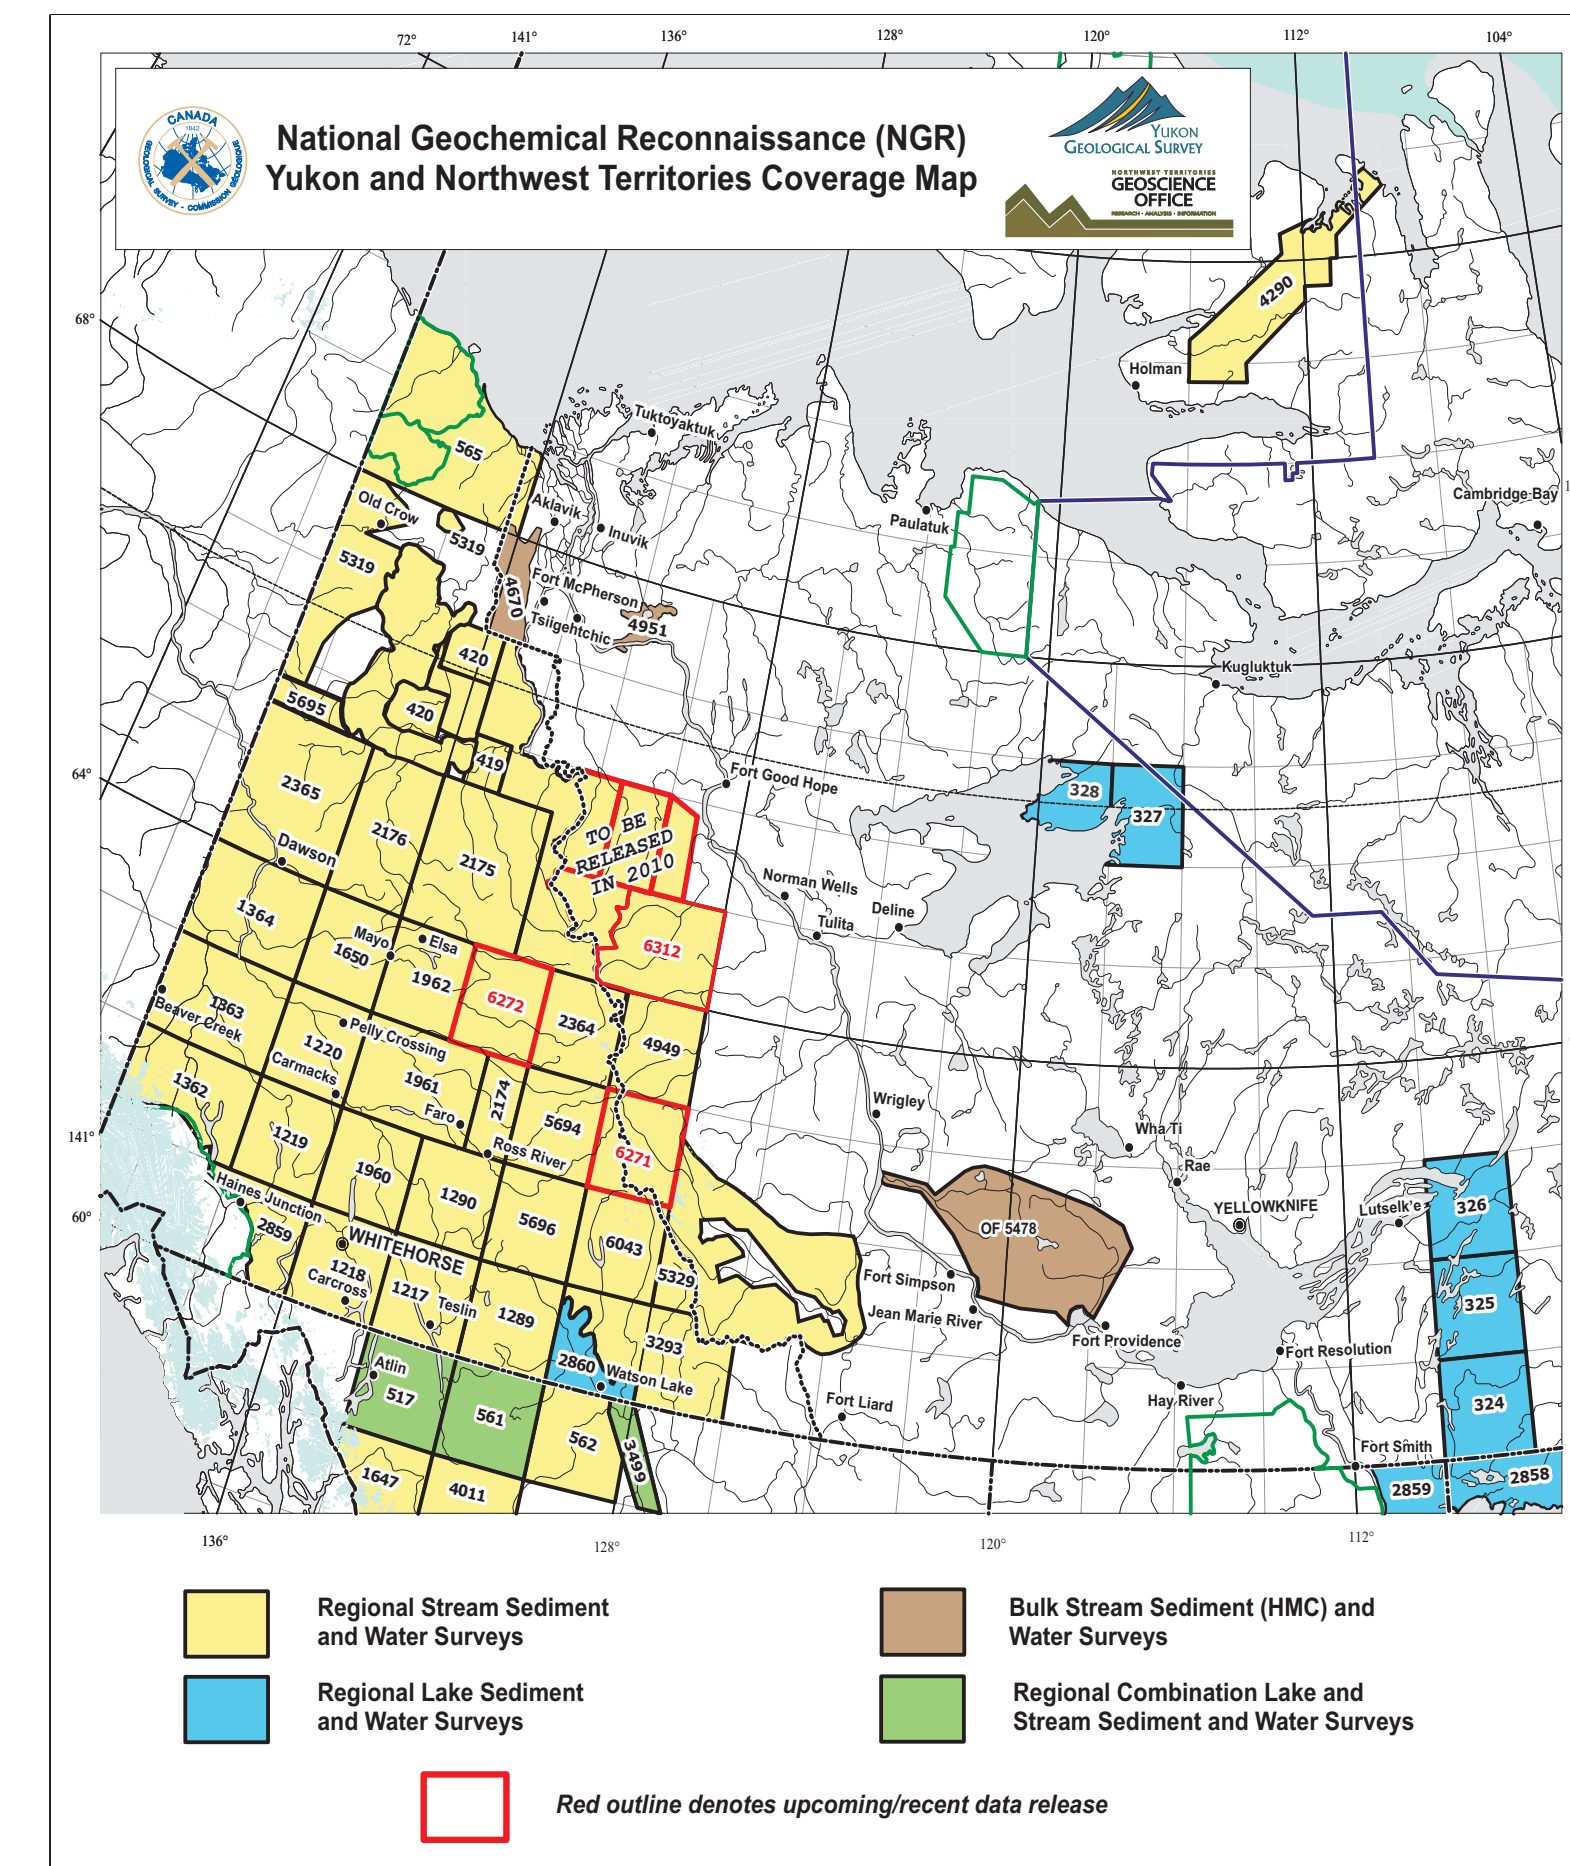 72°
141°
136°
128°
120°
112°
104°
CANADA
1842
GEOLOGICAL SURVEY - COMMISSION GÉOLOGIQUE
National Geochemical Reconnaissance (NGR)
Yukon and Northwest Territories Coverage Map
YUKON
GEOLOGICAL SURVEY
NORTHWEST TERRITORIES
GEOSCIENCE
OFFICE
RESEARCH · ANALYSIS · INFORMATION
4290
68°
Holman
Tuktoyaktuk
565
Old Crow
Aklavik
Inuvik
Paulatuk
Cambridge Bay
5319
5319
4670
Fort McPherson
Tsiigehtchic
4951
420
Kugluktuk
5695
420
419
64°
2365
Fort Good Hope
328
327
2176
TO BE
RELEASED
IN 2010
Dawson
2175
Norman Wells
Deline
Tulita
1364
Mayo
Elsa
1650
1962
6312
6272
1363
Beaver Creek
2364
Pelly Crossing
1220
4949
Carmacks
1362
1961
2174
Faro
5694
Wrigley
141°
1219
Ross River
6271
Wha Ti
Rae
Haines Junction
1960
1290
YELLOWKNIFE
Lutselk'e
326
60°
2859
5696
OF 5478
WHITEHORSE
6043
1218
5329
Fort Simpson
Carcross
1217
Teslin
1289
Jean Marie River
325
3293
Fort Providence
Fort Resolution
Atlin
2860
Watson Lake
517
Fort Liard
Hay River
324
561
562
3499
Fort Smith
1647
4011
2859
2858
136°
128°
120°
112°
Regional Stream Sediment
and Water Surveys
Bulk Stream Sediment (HMC) and
Water Surveys
Regional Lake Sediment
and Water Surveys
Regional Combination Lake and
Stream Sediment and Water Surveys
Red outline denotes upcoming/recent data release